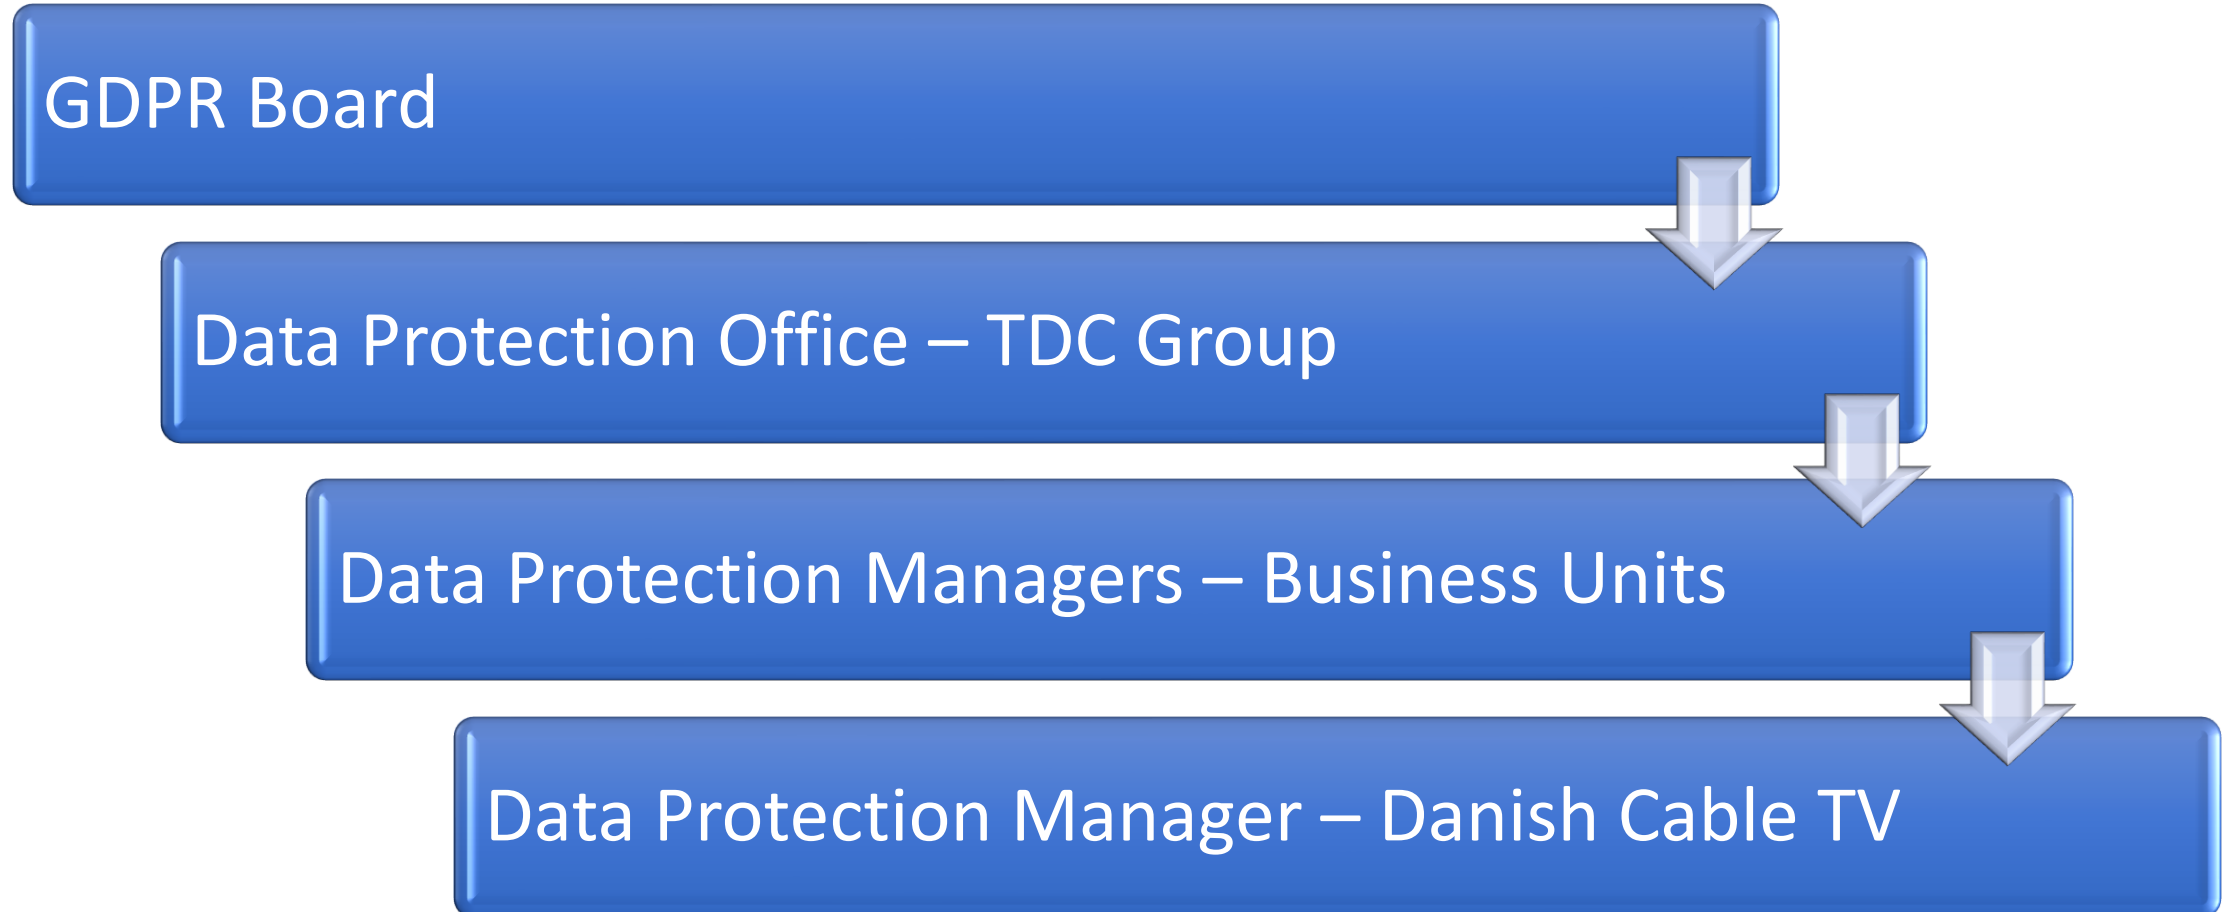 GDPR Board
Data Protection Office – TDC Group
Data Protection Managers – Business Units
Data Protection Manager – Danish Cable TV